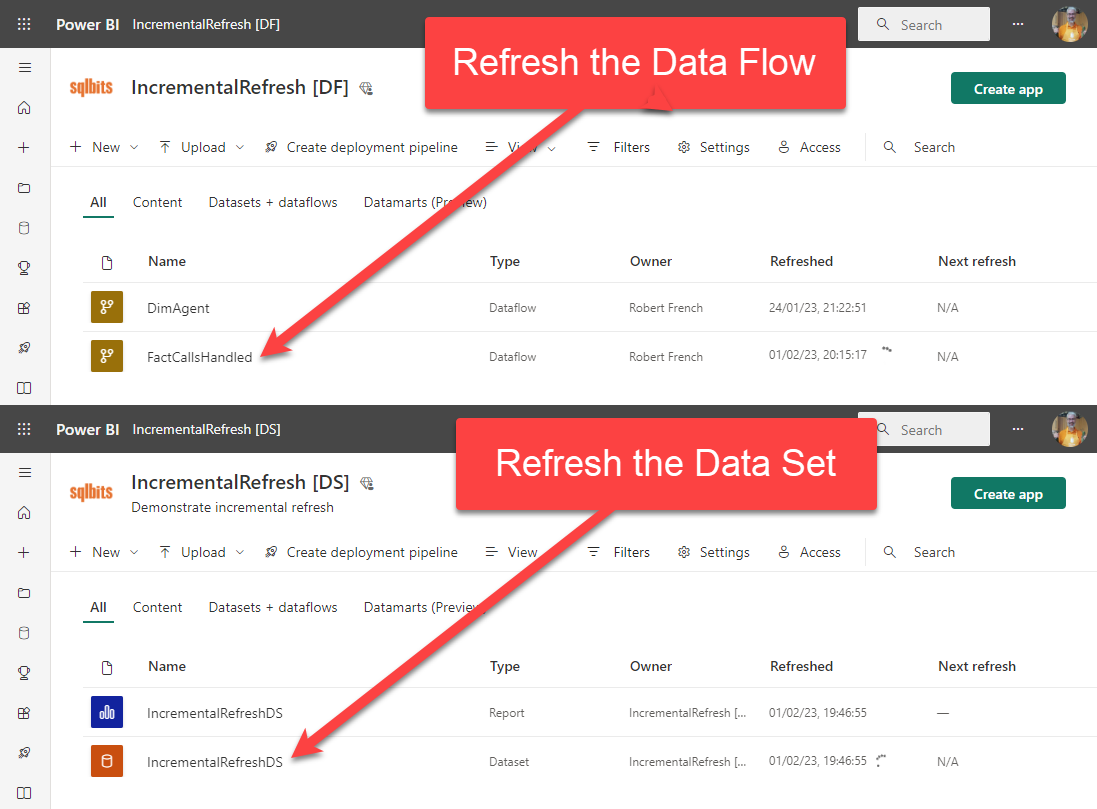 Power BI IncrementalRefresh [DF] Search ...
Refresh the Data Flow
sqlbits IncrementalRefresh [DF] Create app
+ New Upload Create deployment pipeline View Filters Settings Access Search
All Content Datasets + dataflows Datamarts (Preview)
Name Type Owner Refreshed Next refresh
DimAgent Dataflow Robert French 24/01/23, 21:22:51 N/A
FactCallsHandled Dataflow Robert French 01/02/23, 20:15:17 N/A
Power BI IncrementalRefresh [DS] Search ...
Refresh the Data Set
sqlbits IncrementalRefresh [DS] Create app
Demonstrate incremental refresh
+ New Upload Create deployment pipeline View Filters Settings Access Search
All Content Datasets + dataflows Datamarts (Preview)
Name Type Owner Refreshed Next refresh
IncrementalRefreshDS Report IncrementalRefresh [... 01/02/23, 19:46:55 —
IncrementalRefreshDS Dataset IncrementalRefresh [... 01/02/23, 19:46:55 N/A